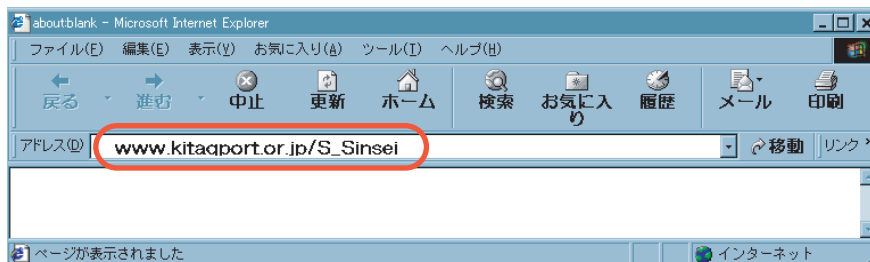 about:blank - Microsoft Internet Explorer
ファイル(F) 編集(E) 表示(V) お気に入り(A) ツール(T) ヘルプ(H)
戻る 進む 中止 更新 ホーム 検索 お気に入り 履歴 メール 印刷
アドレス(D) www.kitaqport.or.jp/S_Sinsei 移動 リンク »
ページが表示されました インターネット